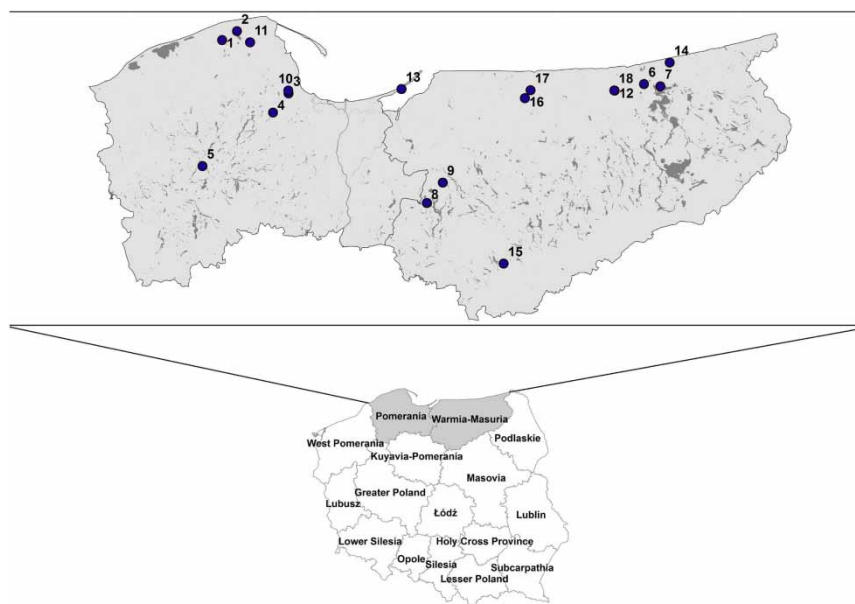 2
1
11
14
10
3
13
17
18
6
7
16
12
4
5
9
8
15
Pomerania
Warmia-Masuria
West Pomerania
Podlaskie
Kuyavia-Pomerania
Masovia
Greater Poland
Lubusz
Łódź
Lublin
Lower Silesia
Holy Cross Province
Opole
Silesia
Subcarpathia
Lesser Poland